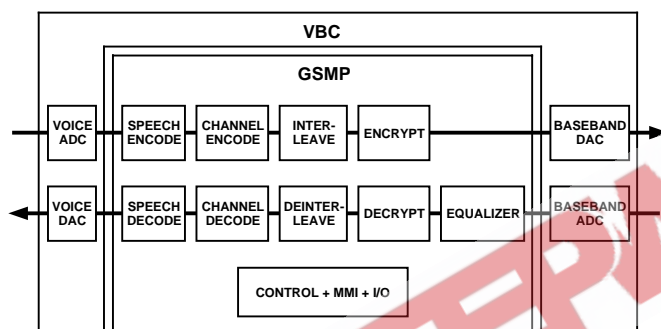 VBC
GSMP
VOICE
ADC
SPEECH
ENCODE
CHANNEL
ENCODE
INTER-
LEAVE
ENCRYPT
BASEBAND
DAC
VOICE
DAC
SPEECH
DECODE
CHANNEL
DECODE
DEINTER-
LEAVE
DECRYPT
EQUALIZER
BASEBAND
ADC
CONTROL + MMI + I/O